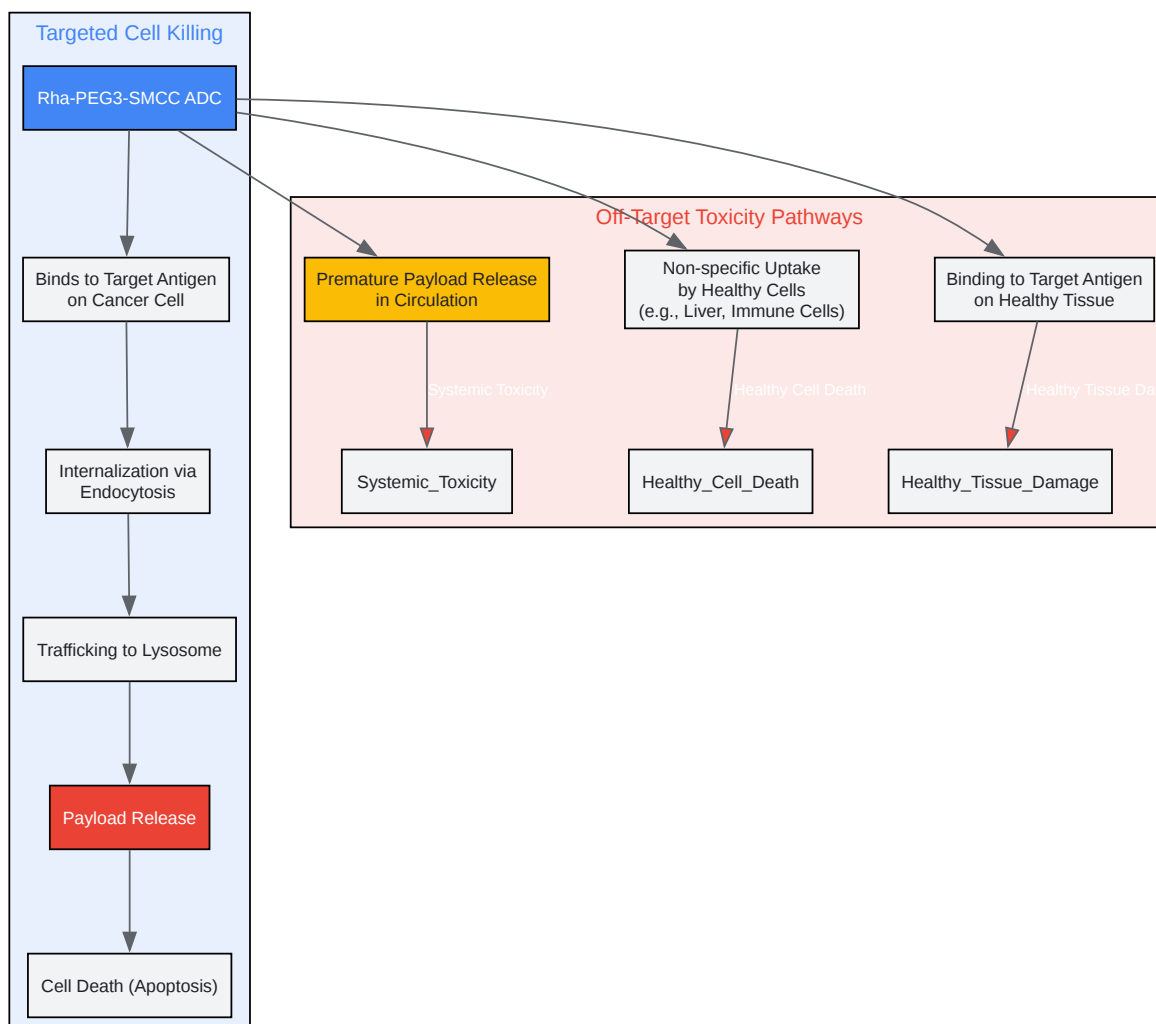 Targeted Cell Killing
Rha-PEG3-SMCC ADC
Off-Target Toxicity Pathways
Binds to Target Antigen
on Cancer Cell
Premature Payload Release
in Circulation
Non-specific Uptake
by Healthy Cells
(e.g., Liver, Immune Cells)
Binding to Target Antigen
on Healthy Tissue
Systemic Toxicity
Healthy Cell Death
Healthy Tissue Da
Internalization via
Endocytosis
Systemic_Toxicity
Healthy_Cell_Death
Healthy_Tissue_Damage
Trafficking to Lysosome
Payload Release
Cell Death (Apoptosis)